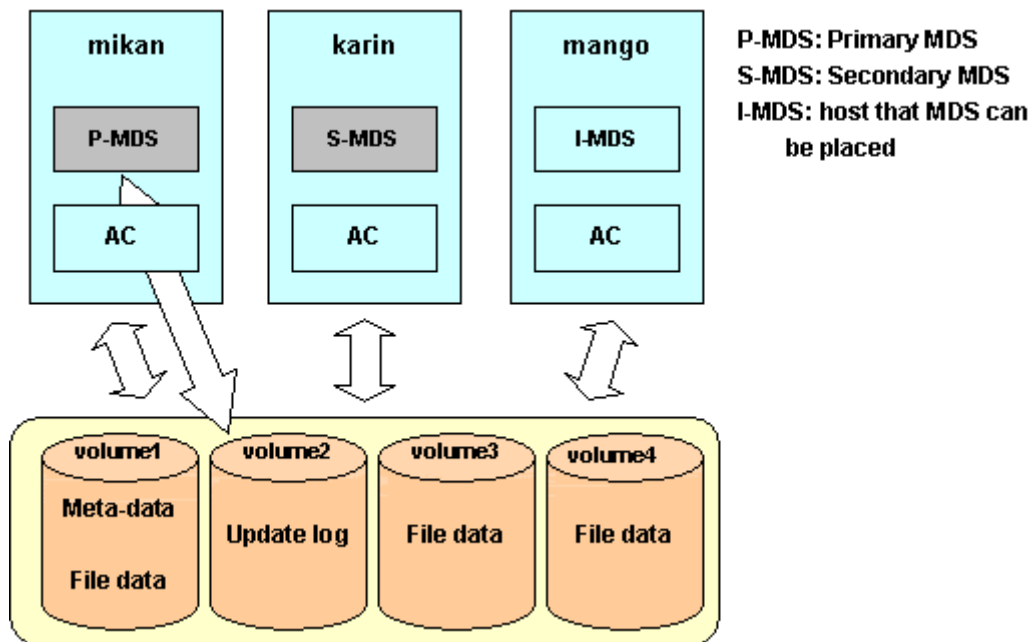 mikan
karin
mango
P-MDS
S-MDS
I-MDS
AC
AC
AC
P-MDS: Primary MDS
S-MDS: Secondary MDS
I-MDS: host that MDS can
be placed
volume1
volume2
volume3
volume4
Meta-data
File data
Update log
File data
File data